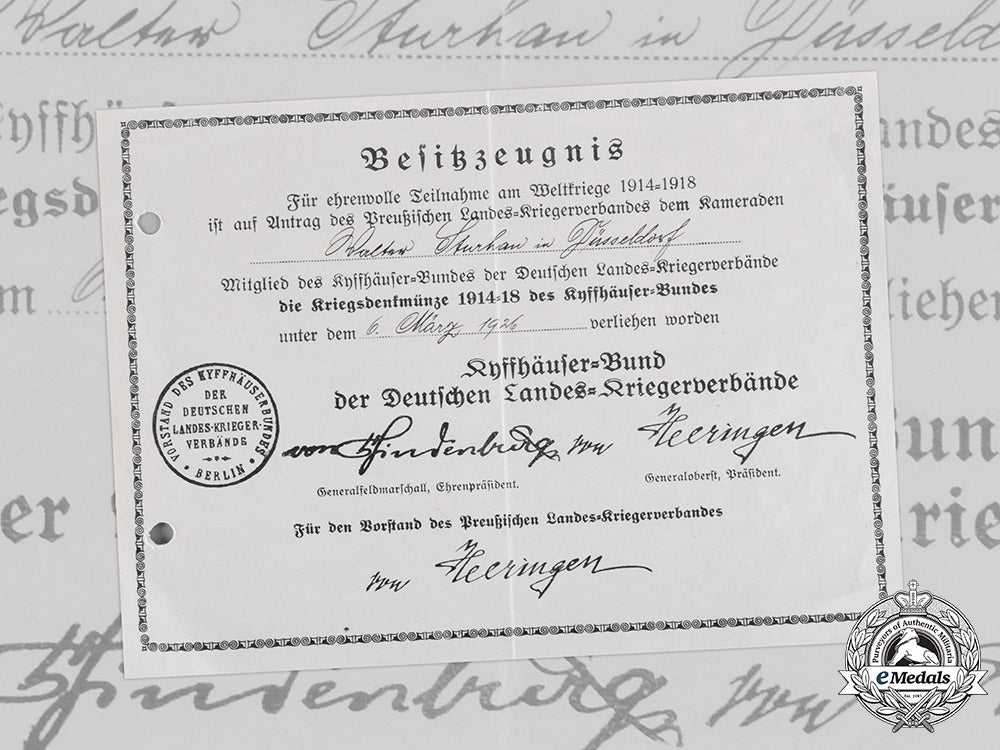 Besitzzeugnis
Für ehrenvolle Teilnahme am Weltkriege 1914=1918
ist auf Antrag des Preußischen Landes=Kriegerverbandes dem Kameraden
Walter Sturhan in Düsseldorf
Mitglied des Kyffhäuser=Bundes der Deutschen Landes=Kriegerverbände
die Kriegsdenkmünze 1914=18 des Kyffhäuser=Bundes
unter dem 6. März 1926 verliehen worden
Kyffhäuser=Bund
der Deutschen Landes=Kriegerverbände
VORSTAND DES KYFFHÄUSERBUNDES
DER
DEUTSCHEN
LANDES-KRIEGER-
VERBÄNDE
BERLIN
von Hindenburg von Heeringen
Generalfeldmarschall, Ehrenpräsident. Generaloberst, Präsident.
Für den Vorstand des Preußischen Landes=Kriegerverbandes
von Heeringen
Purveyors of Authentic Militaria
eMedals